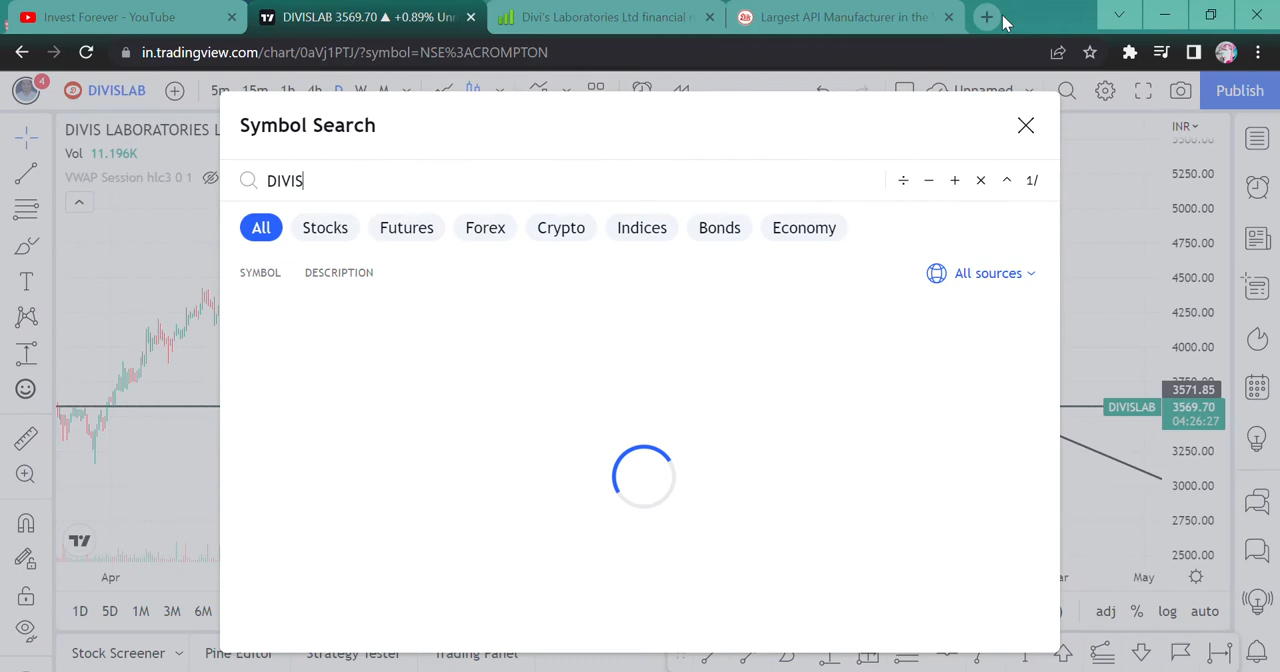 Invest Forever - YouTube
DIVISLAB 3569.70 ▲ +0.89% Un
Divi's Laboratories Ltd financial r
Largest API Manufacturer in the
in.tradingview.com/chart/0aVj1PTJ/?symbol=NSE%3ACROMPTON
4
DIVISLAB
5m 15m 1h 4h D W M
Unnamed
Publish
DIVIS LABORATORIES L
Vol 11.196K
VWAP Session hlc3 0 1
Symbol Search
DIVIS
÷ − + × ^ 1/
All Stocks Futures Forex Crypto Indices Bonds Economy
SYMBOL DESCRIPTION
All sources
INR
5500.00
5250.00
5000.00
4750.00
4500.00
4250.00
4000.00
3750.00
3571.85
DIVISLAB 3569.70
04:26:27
3250.00
3000.00
2750.00
2500.00
Apr
May
1D 5D 1M 3M 6M
adj % log auto
Stock Screener
Pine Editor
Strategy Tester
Trading Panel